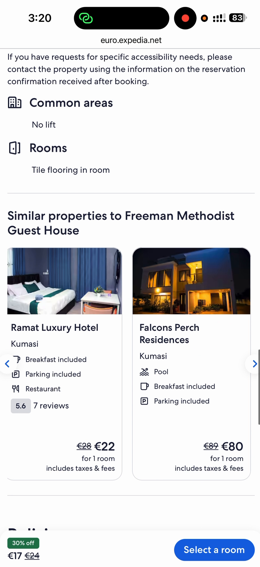 3:20
83
euro.expedia.net
If you have requests for specific accessibility needs, please
contact the property using the information on the reservation
confirmation received after booking.
Common areas
No lift
Rooms
Tile flooring in room
Similar properties to Freeman Methodist
Guest House
Ramat Luxury Hotel
Kumasi
Breakfast included
Parking included
Restaurant
5.6 7 reviews
€28 €22
for 1 room
includes taxes & fees
Falcons Perch
Residences
Kumasi
Pool
Breakfast included
Parking included
€89 €80
for 1 room
includes taxes & fees
30% off
€17 €24
Select a room